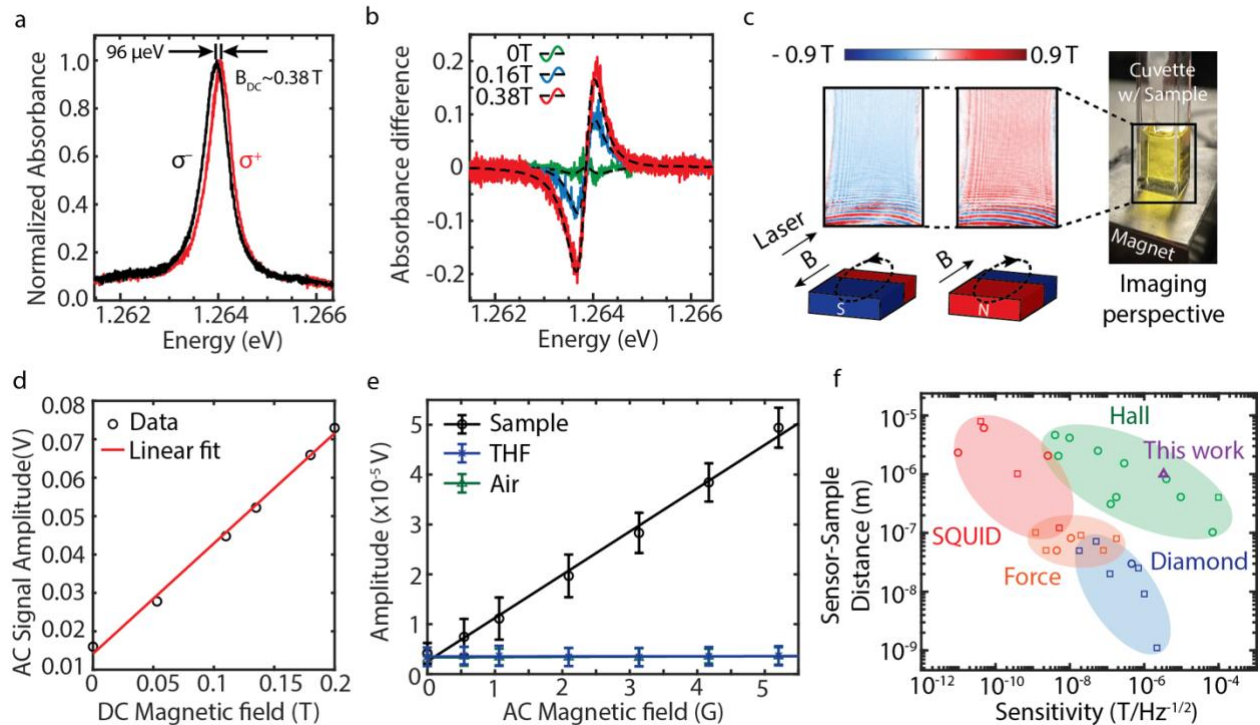 a
96 µeV
B_DC~0.38 T
σ⁻
σ⁺
Normalized Absorbance
1.0
0.8
0.6
0.4
0.2
0.0
1.262
1.264
1.266
Energy (eV)
b
0T
0.16T
0.38T
Absorbance difference
0.2
0.1
0
-0.1
-0.2
1.262
1.264
1.266
Energy (eV)
c
- 0.9 T
0.9 T
Cuvette
w/ Sample
Magnet
Laser
B
B
S
N
Imaging
perspective
d
Data
Linear fit
AC Signal Amplitude(V)
0.08
0.07
0.06
0.05
0.04
0.03
0.02
0.01
0
0.05
0.1
0.15
0.2
DC Magnetic field (T)
e
Sample
THF
Air
Amplitude (x10⁻⁵ V)
5
4
3
2
1
0
0
1
2
3
4
5
AC Magnetic field (G)
f
Hall
This work
SQUID
Force
Diamond
Sensor-Sample
Distance (m)
10⁻⁵
10⁻⁶
10⁻⁷
10⁻⁸
10⁻⁹
10⁻¹²
10⁻¹⁰
10⁻⁸
10⁻⁶
10⁻⁴
Sensitivity (T/Hz⁻¹ᐟ²)